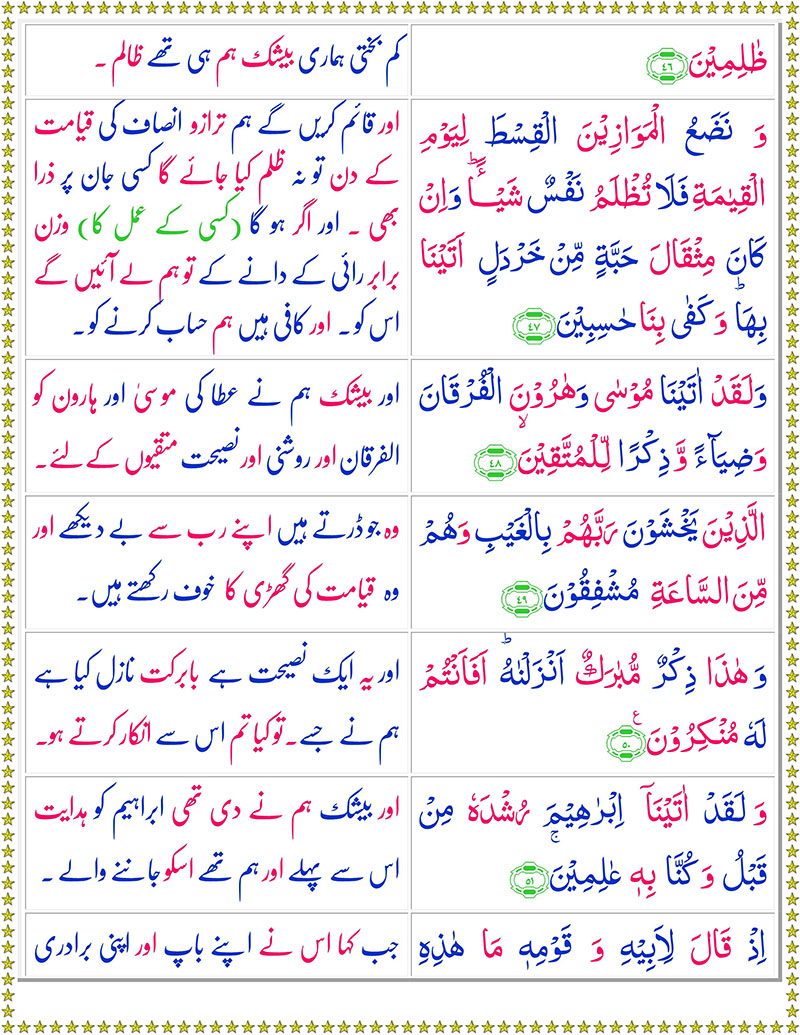 ظٰلِمِيْنَ ﴿٤٦﴾
کم بختی ہماری بیشک ہم ہی تھے ظالم ۔
وَ نَضَعُ الْمَوَازِيْنَ الْقِسْطَ لِيَوْمِ
الْقِيٰمَةِ فَلَا تُظْلَمُ نَفْسٌ شَيْـــًٔا ؕ وَاِنْ
كَانَ مِثْقَالَ حَبَّةٍ مِّنْ خَرْدَلٍ اَتَيْنَا
بِهَا ؕ وَ كَفٰى بِنَا حٰسِبِيْنَ ﴿٤٧﴾
اور قائم کریں گے ہم ترازو انصاف کی قیامت
کے دن تو نہ ظلم کیا جائے گا کسی جان پر ذرا
بھی ۔ اور اگر ہو گا (کسی کے عمل کا) وزن
برابر رائی کے دانے کے تو ہم لے آئیں گے
اس کو۔ اور کافی ہیں ہم حساب کرنے کو۔
وَلَقَدْ اٰتَيْنَا مُوْسٰى وَهٰرُوْنَ الْفُرْقَانَ
وَضِيَآءً وَّ ذِكْرًا لِّلْمُتَّقِيْنَ ۙ ﴿٤٨﴾
اور بیشک ہم نے عطا کی موسیٰ اور ہارون کو
الفرقان اور روشنی اور نصیحت متقیوں کے لئے۔
الَّذِيْنَ يَخْشَوْنَ رَبَّهُمْ بِالْغَيْبِ وَهُمْ
مِّنَ السَّاعَةِ مُشْفِقُوْنَ ﴿٤٩﴾
وہ جو ڈرتے ہیں اپنے رب سے بے دیکھے اور
وہ قیامت کی گھڑی کا خوف رکھتے ہیں۔
وَ هٰذَا ذِكْرٌ مُّبٰرَكٌ اَنْزَلْنٰهُ ؕ اَفَاَنْتُمْ
لَهٗ مُنْكِرُوْنَ ﴿٥٠﴾ ع
اور یہ ایک نصیحت ہے بابرکت نازل کیا ہے
ہم نے جسے۔ تو کیا تم اس سے انکار کرتے ہو۔
وَ لَقَدْ اٰتَيْنَاۤ اِبْرٰهِيْمَ رُشْدَهٗ مِنْ
قَبْلُ وَ كُنَّا بِهٖ عٰلِمِيْنَ ۚ ﴿٥١﴾
اور بیشک ہم نے دی تھی ابراہیم کو ہدایت
اس سے پہلے اور ہم تھے اسکو جاننے والے ۔
اِذْ قَالَ لِاَبِيْهِ وَ قَوْمِهٖ مَا هٰذِهِ
جب کہا اس نے اپنے باپ اور اپنی برادری